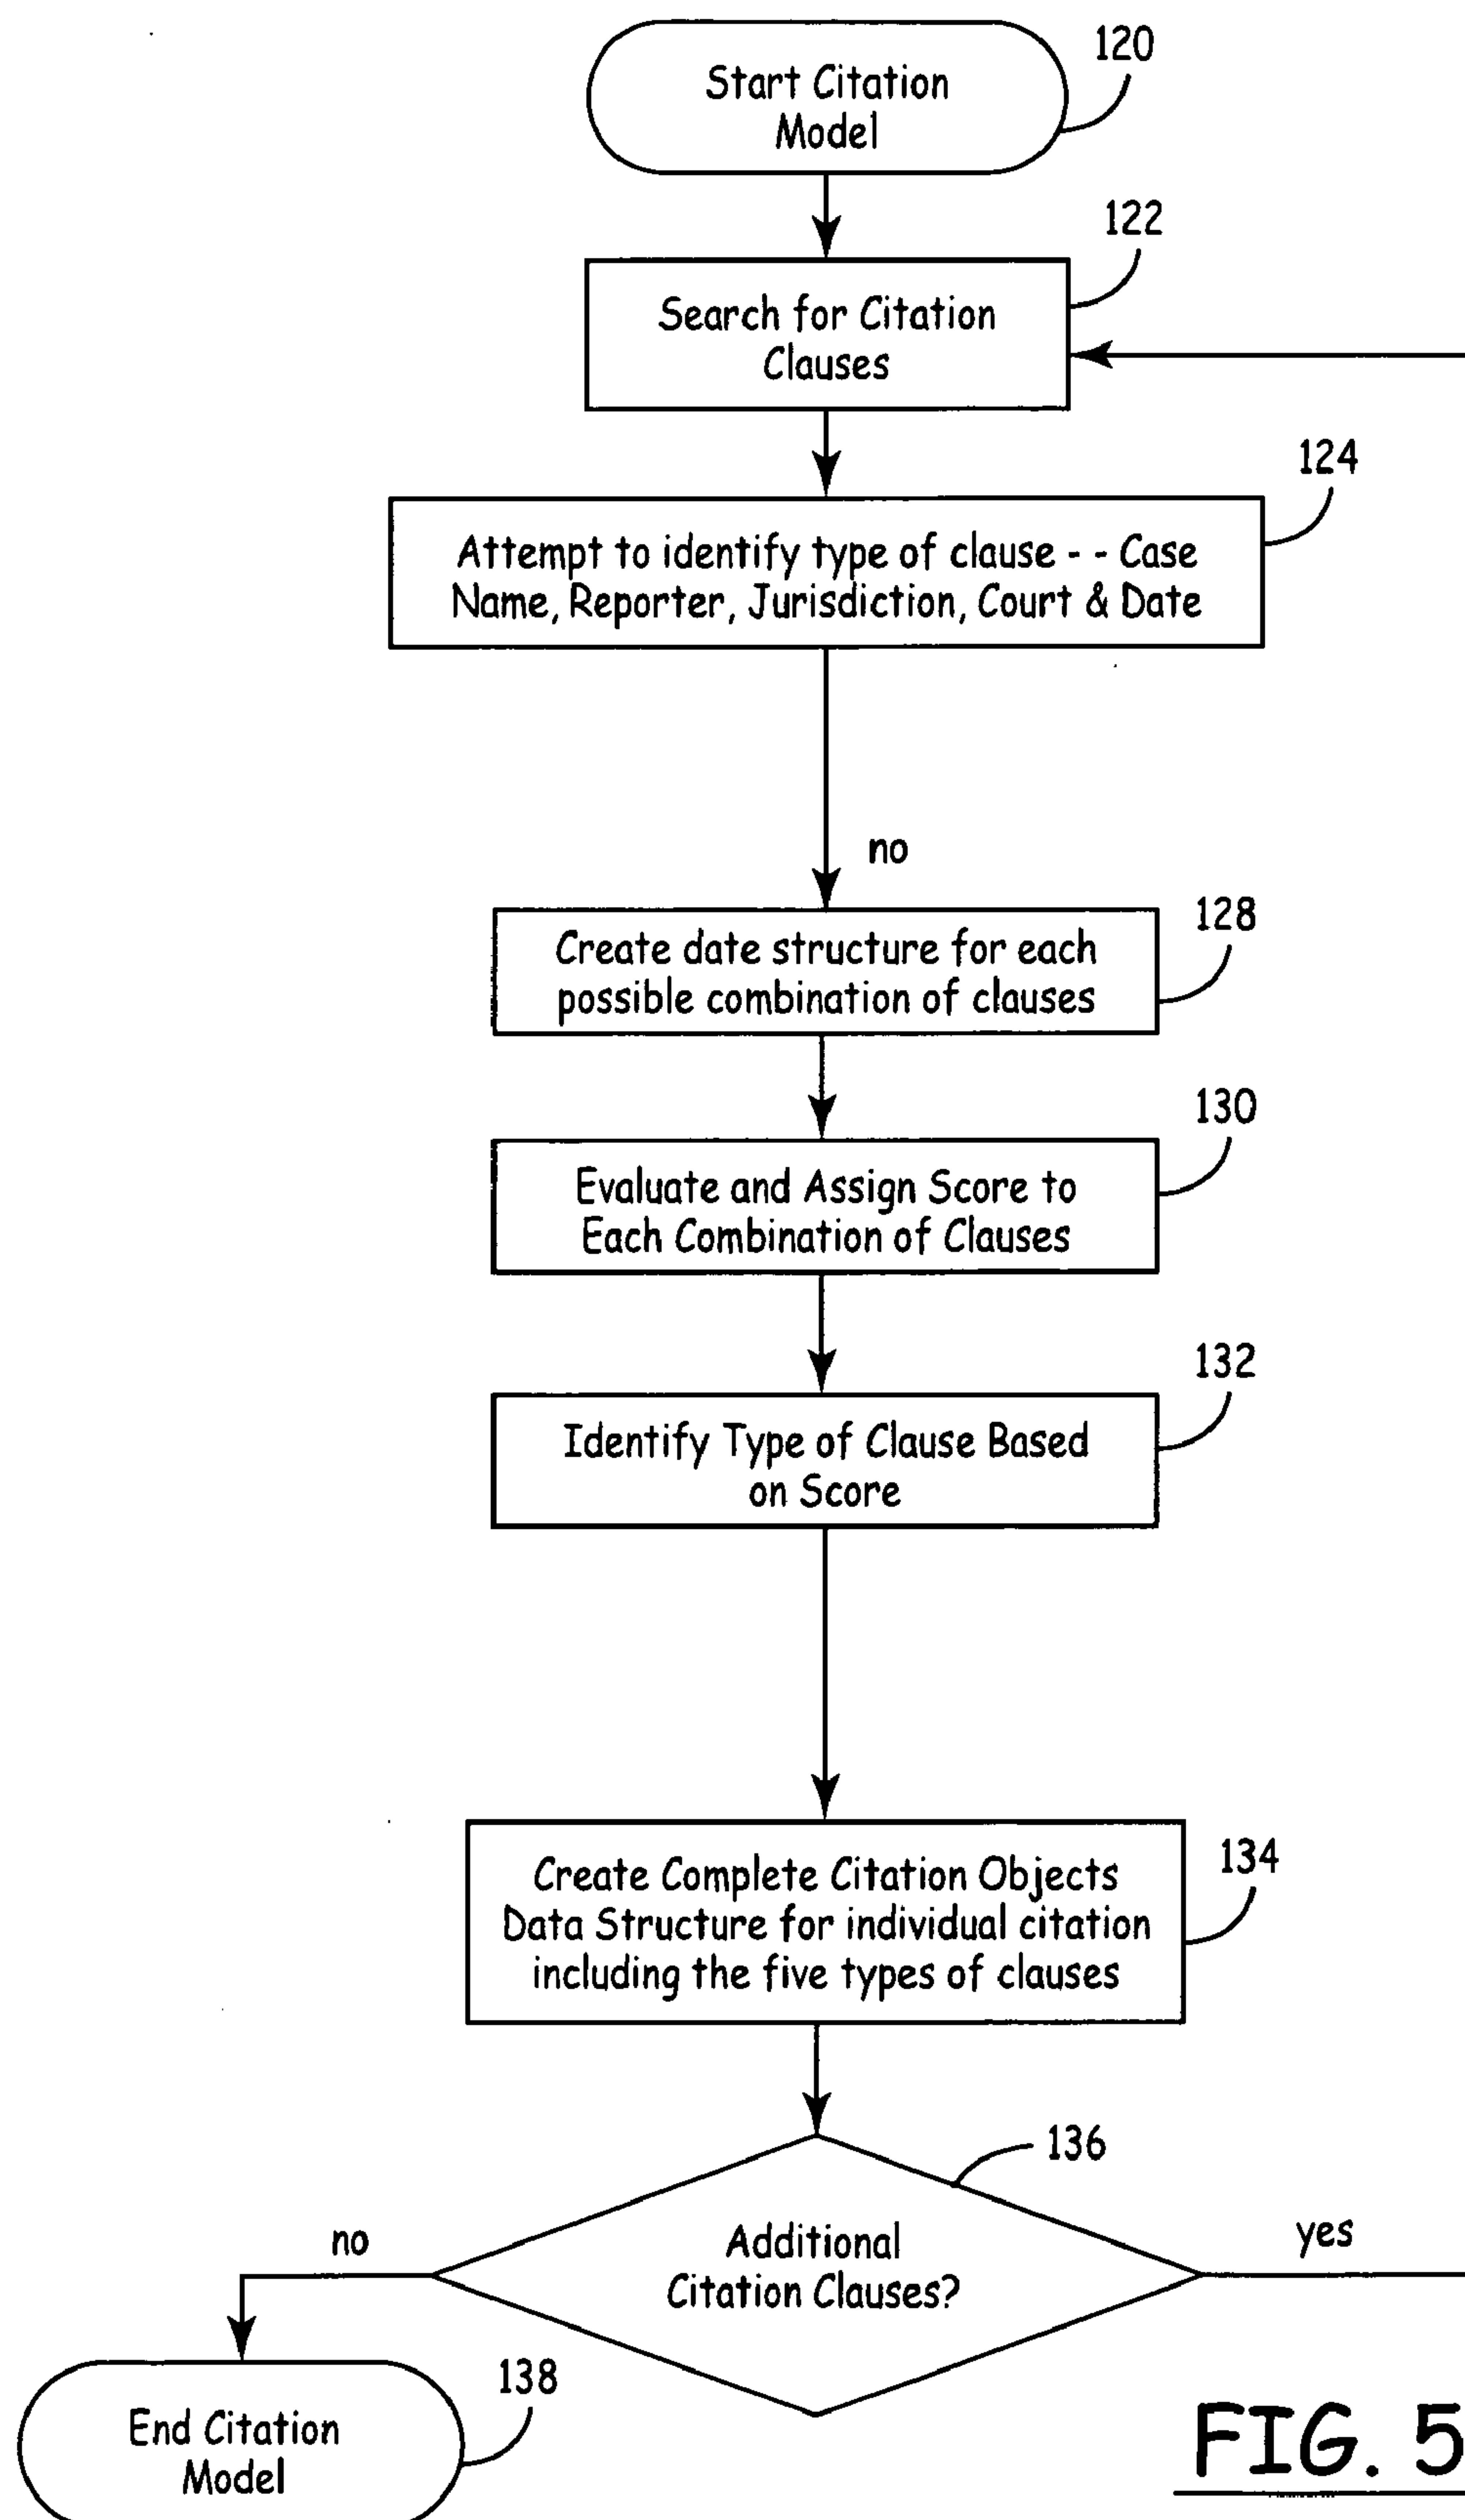 Start Citation
Model
120
Search for Citation
Clauses
122
Attempt to identify type of clause - - Case
Name, Reporter, Jurisdiction, Court & Date
124
no
Create date structure for each
possible combination of clauses
128
Evaluate and Assign Score to
Each Combination of Clauses
130
Identify Type of Clause Based
on Score
132
Create Complete Citation Objects
Data Structure for individual citation
including the five types of clauses
134
Additional
Citation Clauses?
136
no
yes
End Citation
Model
138
FIG. 5